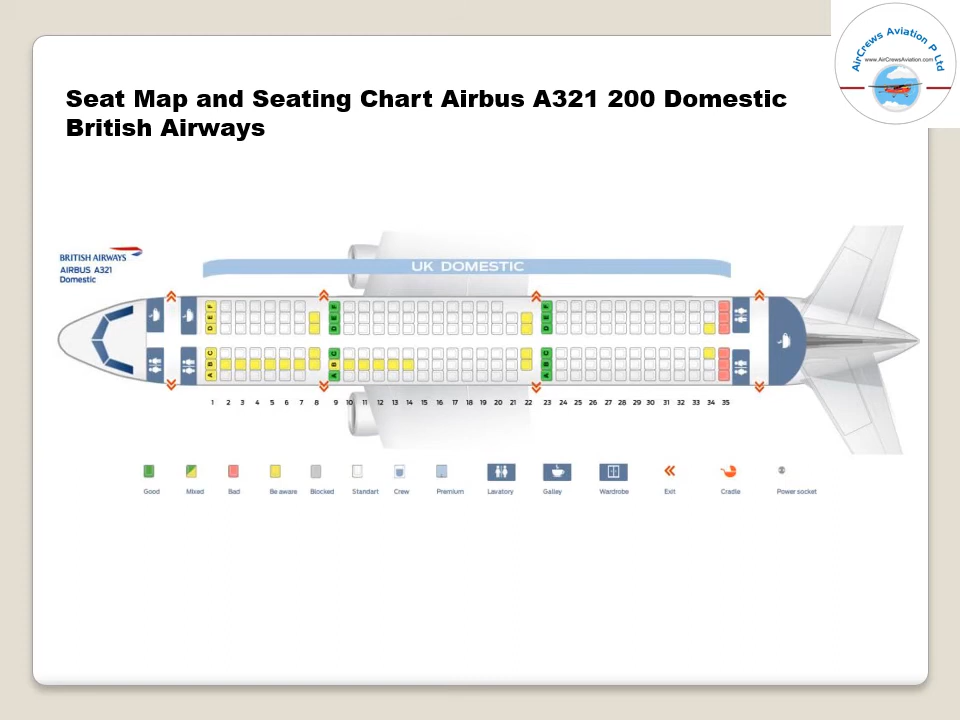 AirCrews Aviation P Ltd
www.AirCrewsAviation.com
Seat Map and Seating Chart Airbus A321 200 Domestic
British Airways
BRITISH AIRWAYS
AIRBUS A321
Domestic
UK DOMESTIC
F F F
E E E
D D D
C C C
B B B
A A A
1 2 3 4 5 6 7 8 9 10 11 12 13 14 15 16 17 18 19 20 21 22 23 24 25 26 27 28 29 30 31 32 33 34 35
Good Mixed Bad Be aware Blocked Standart Crew Premium Lavatory Galley Wardrobe Exit Cradle Power socket